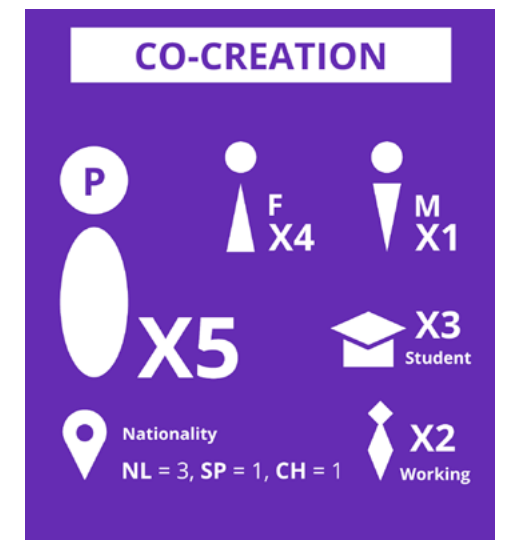 CO-CREATION
P
X5
F
X4
M
X1
X3
Student
Nationality
NL = 3, SP = 1, CH = 1
X2
Working